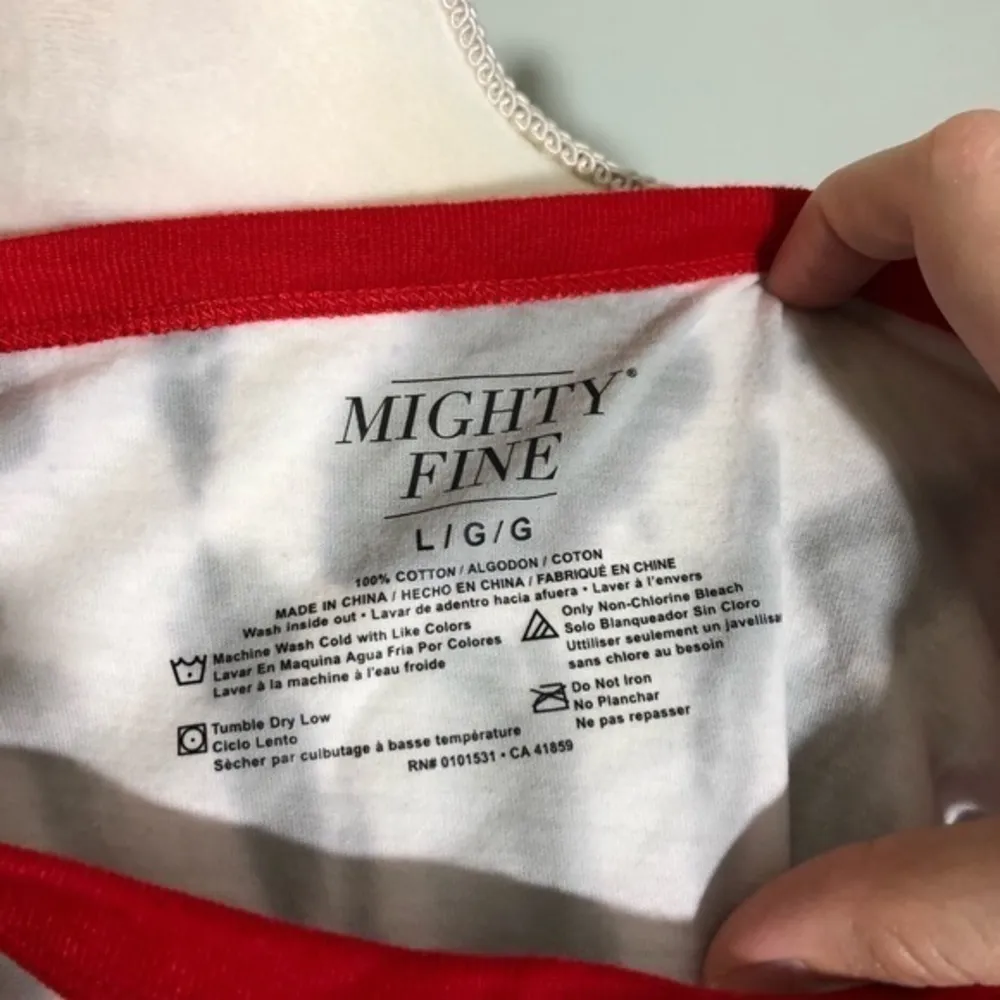 MIGHTY®
FINE
L / G / G
100% COTTON / ALGODON / COTON
MADE IN CHINA / HECHO EN CHINA / FABRIQUÉ EN CHINE
Wash inside out • Lavar de adentro hacia afuera • Laver à l'envers
Machine Wash Cold with Like Colors
Lavar En Maquina Agua Fria Por Colores
Laver à la machine à l'eau froide
Only Non-Chlorine Bleach
Solo Blanqueador Sin Cloro
Uttiliser seulement un javellisa
sans chlore au besoin
Tumble Dry Low
Ciclo Lento
Sècher par culbutage à basse température
Do Not Iron
No Planchar
Ne pas repasser
RN# 0101531 • CA 41859